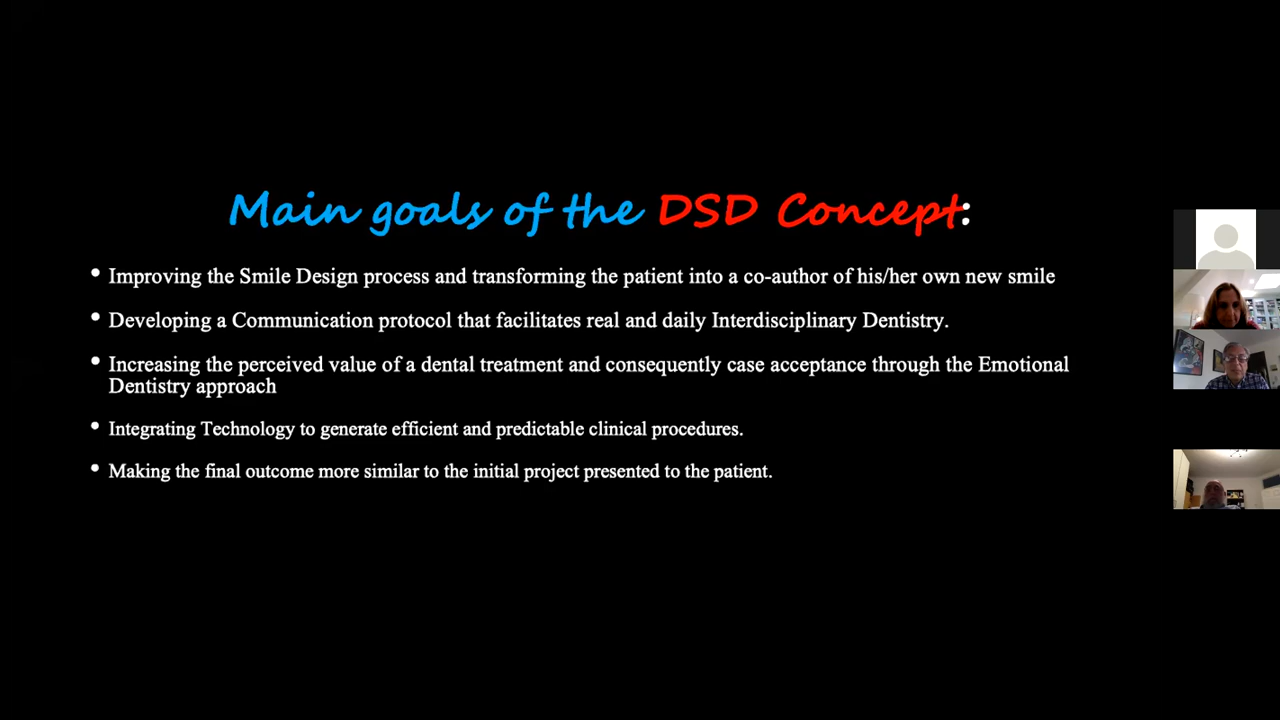 Main goals of the DSD Concept:
• Improving the Smile Design process and transforming the patient into a co-author of his/her own new smile
• Developing a Communication protocol that facilitates real and daily Interdisciplinary Dentistry.
• Increasing the perceived value of a dental treatment and consequently case acceptance through the Emotional
Dentistry approach
• Integrating Technology to generate efficient and predictable clinical procedures.
• Making the final outcome more similar to the initial project presented to the patient.